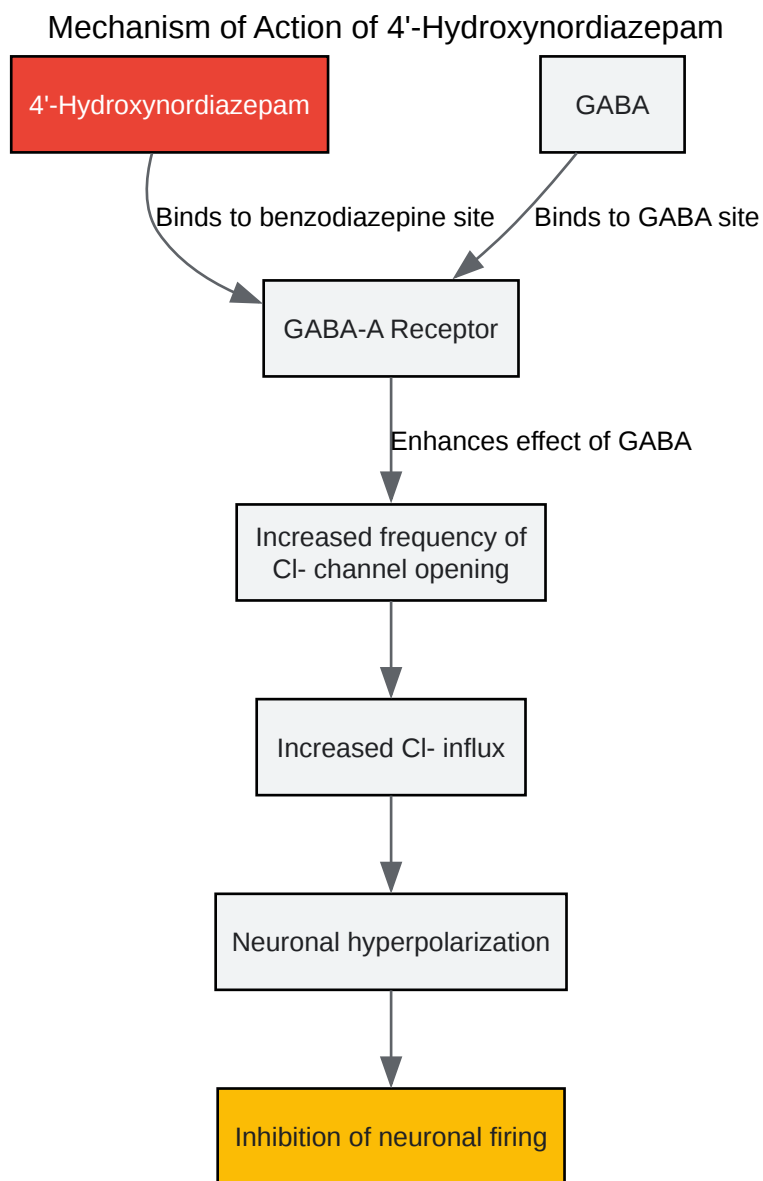 Mechanism of Action of 4'-Hydroxynordiazepam
4'-Hydroxynordiazepam
GABA
Binds to benzodiazepine site
Binds to GABA site
GABA-A Receptor
Enhances effect of GABA
Increased frequency of
Cl- channel opening
Increased Cl- influx
Neuronal hyperpolarization
Inhibition of neuronal firing